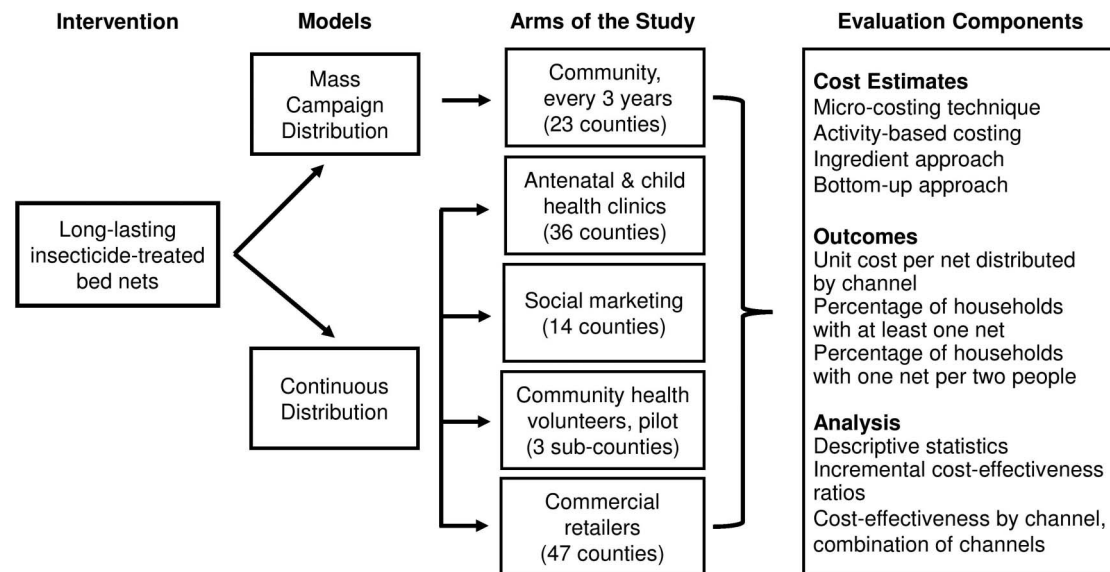 Intervention
Models
Arms of the Study
Evaluation Components
Long-lasting
insecticide-treated
bed nets
Mass
Campaign
Distribution
Continuous
Distribution
Community,
every 3 years
(23 counties)
Antenatal & child
health clinics
(36 counties)
Social marketing
(14 counties)
Community health
volunteers, pilot
(3 sub-counties)
Commercial
retailers
(47 counties)
Cost Estimates
Micro-costing technique
Activity-based costing
Ingredient approach
Bottom-up approach
Outcomes
Unit cost per net distributed
by channel
Percentage of households
with at least one net
Percentage of households
with one net per two people
Analysis
Descriptive statistics
Incremental cost-effectiveness
ratios
Cost-effectiveness by channel,
combination of channels